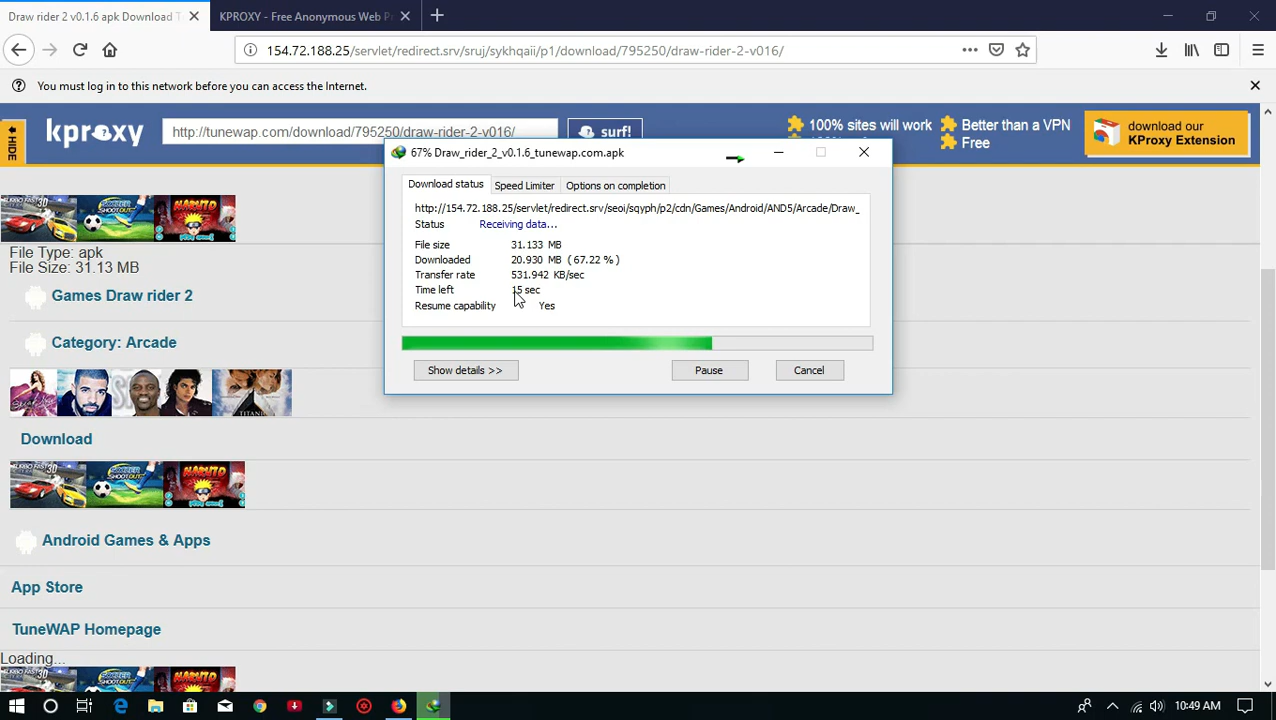 Draw rider 2 v0.1.6 apk Download T
KPROXY - Free Anonymous Web P
154.72.188.25/servlet/redirect.srv/sruj/sykhqaii/p1/download/795250/draw-rider-2-v016/
You must log in to this network before you can access the Internet.
HIDE
kproxy
http://tunewap.com/download/795250/draw-rider-2-v016/
surf!
100% sites will work
Better than a VPN
Free
download our
KProxy Extension
67% Draw_rider_2_v0.1.6_tunewap.com.apk
Download status
Speed Limiter
Options on completion
http://154.72.188.25/servlet/redirect.srv/seoi/sqyph/p2/cdn/Games/Android/AND5/Arcade/Draw_
Status Receiving data...
File size 31.133 MB
Downloaded 20.930 MB ( 67.22 % )
Transfer rate 531.942 KB/sec
Time left 15 sec
Resume capability Yes
Show details >>
Pause
Cancel
File Type: apk
File Size: 31.13 MB
Games Draw rider 2
Category: Arcade
Download
Android Games & Apps
App Store
TuneWAP Homepage
Loading...
10:49 AM